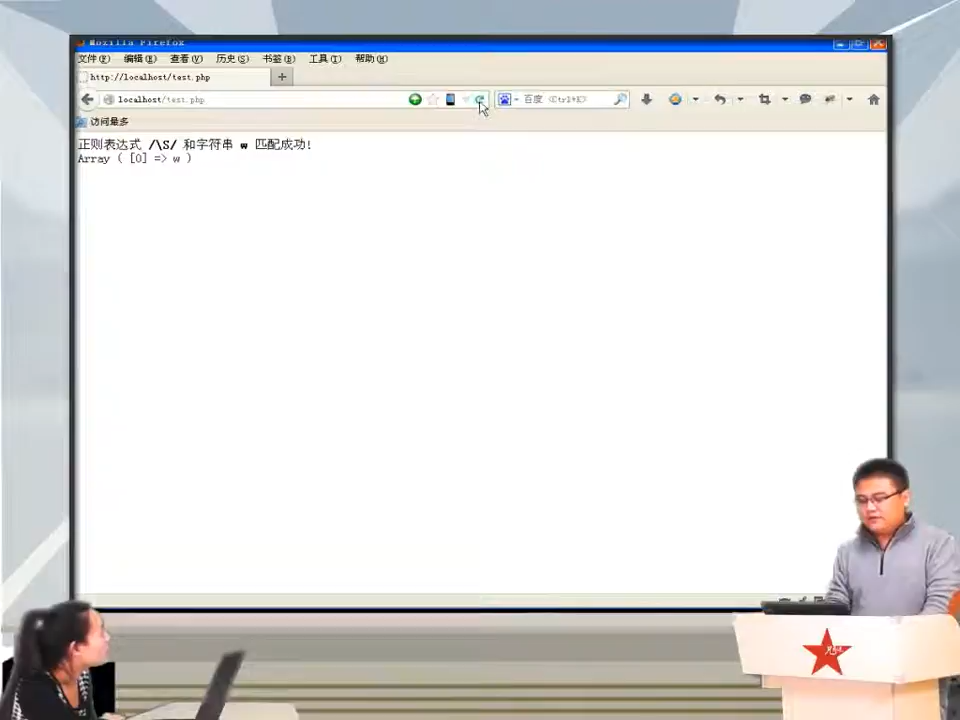 Mozilla Firefox
文件(F) 编辑(E) 查看(V) 历史(S) 书签(B) 工具(T) 帮助(H)
http://localhost/test.php
localhost/test.php
百度 (Ctrl+K)
访问最多
正则表达式 /\S/ 和字符串 w 匹配成功!
Array ( [0] => w )